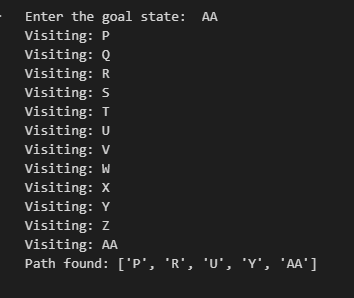 Enter the goal state:  AA
Visiting: P
Visiting: Q
Visiting: R
Visiting: S
Visiting: T
Visiting: U
Visiting: V
Visiting: W
Visiting: X
Visiting: Y
Visiting: Z
Visiting: AA
Path found: ['P', 'R', 'U', 'Y', 'AA']